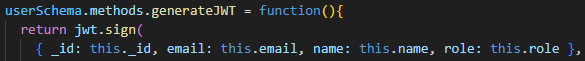 userSchema.methods.generateJWT = function(){
return jwt.sign(
{ _id: this._id, email: this.email, name: this.name, role: this.role },